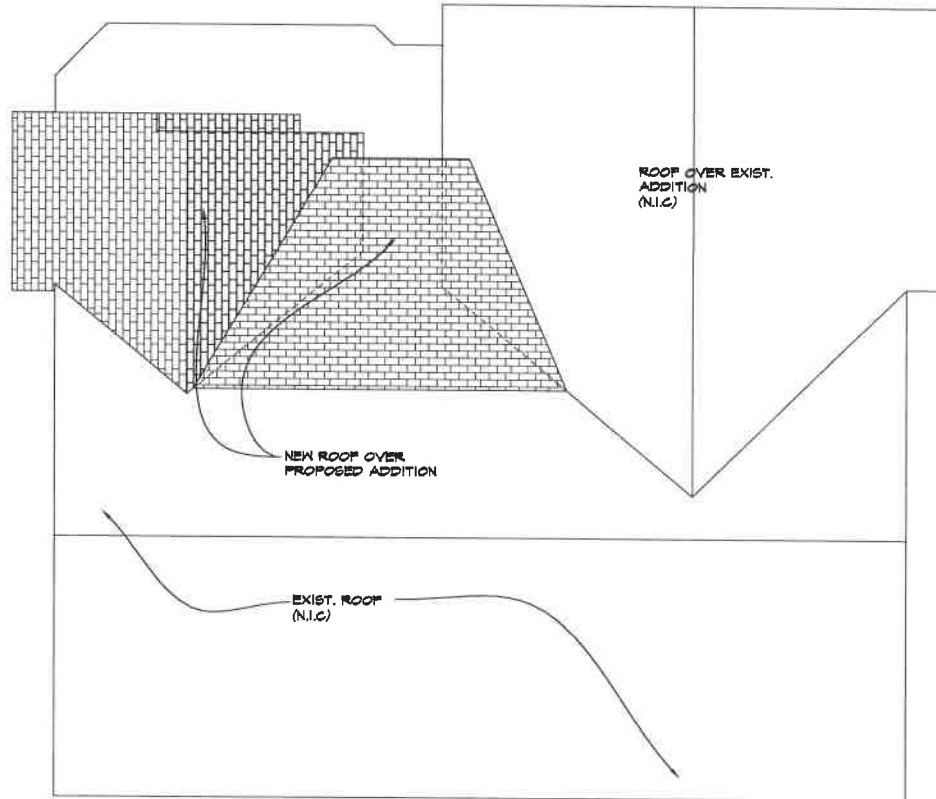 ROOF OVER EXIST.
ADDITION
(N.I.C)
NEW ROOF OVER
PROPOSED ADDITION
EXIST. ROOF
(N.I.C)